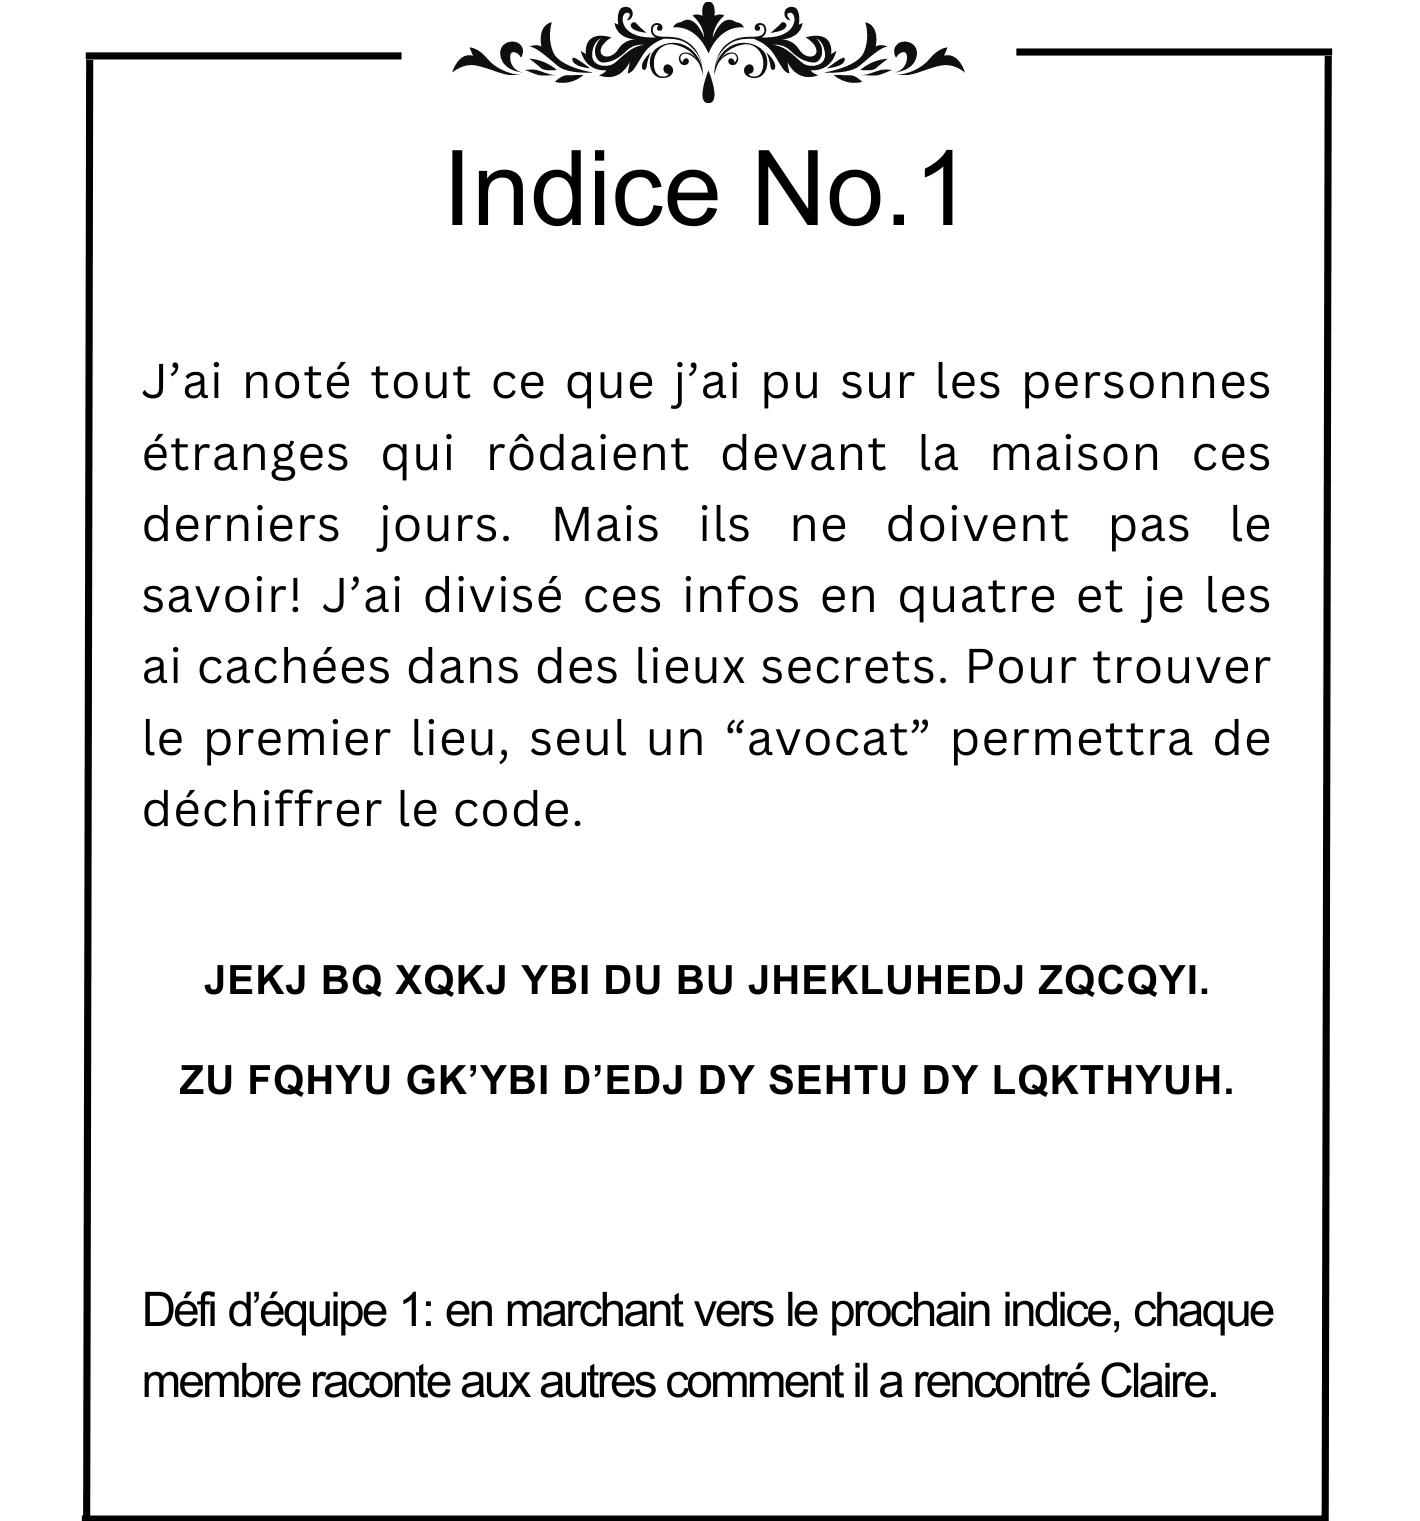 Indice No.1
J’ai noté tout ce que j’ai pu sur les personnes
étranges qui rôdaient devant la maison ces
derniers jours. Mais ils ne doivent pas le
savoir! J’ai divisé ces infos en quatre et je les
ai cachées dans des lieux secrets. Pour trouver
le premier lieu, seul un “avocat” permettra de
déchiffrer le code.
JEKJ BQ XQKJ YBI DU BU JHEKLUHEDJ ZQCQYI.
ZU FQHYU GK’YBI D’EDJ DY SEHTU DY LQKTHYUH.
Défi d’équipe 1: en marchant vers le prochain indice, chaque
membre raconte aux autres comment il a rencontré Claire.